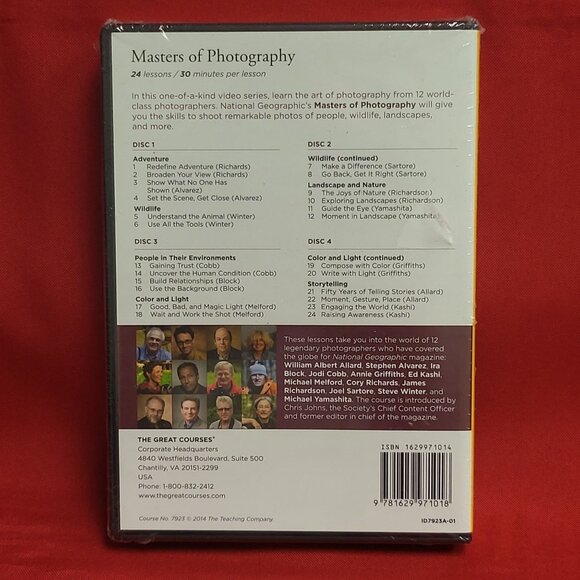 Masters of Photography
24 lessons / 30 minutes per lesson
In this one-of-a-kind video series, learn the art of photography from 12 world-
class photographers. National Geographic's Masters of Photography will give
you the skills to shoot remarkable photos of people, wildlife, landscapes,
and more.
DISC 1
Adventure
1 Redefine Adventure (Richards)
2 Broaden Your View (Richards)
3 Show What No One Has
Shown (Alvarez)
4 Set the Scene, Get Close (Alvarez)
Wildlife
5 Understand the Animal (Winter)
6 Use All the Tools (Winter)
DISC 2
Wildlife (continued)
7 Make a Difference (Sartore)
8 Go Back, Get It Right (Sartore)
Landscape and Nature
9 The Joys of Nature (Richardson)
10 Exploring Landscapes (Richardson)
11 Guide the Eye (Yamashita)
12 Moment in Landscape (Yamashita)
DISC 3
People in Their Environments
13 Gaining Trust (Cobb)
14 Uncover the Human Condition (Cobb)
15 Build Relationships (Block)
16 Use the Background (Block)
Color and Light
17 Good, Bad, and Magic Light (Melford)
18 Wait and Work the Shot (Melford)
DISC 4
Color and Light (continued)
19 Compose with Color (Griffiths)
20 Write with Light (Griffiths)
Storytelling
21 Fifty Years of Telling Stories (Allard)
22 Moment, Gesture, Place (Allard)
23 Engaging the World (Kashi)
24 Raising Awareness (Kashi)
These lessons take you into the world of 12
legendary photographers who have covered
the globe for National Geographic magazine:
William Albert Allard, Stephen Alvarez, Ira
Block, Jodi Cobb, Annie Griffiths, Ed Kashi,
Michael Melford, Cory Richards, James
Richardson, Joel Sartore, Steve Winter, and
Michael Yamashita. The course is introduced by
Chris Johns, the Society's Chief Content Officer
and former editor in chief of the magazine.
THE GREAT COURSES®
Corporate Headquarters
4840 Westfields Boulevard, Suite 500
Chantilly, VA 20151-2299
USA
Phone: 1-800-832-2412
www.thegreatcourses.com
Course No. 7923 © 2014 The Teaching Company.
ISBN 1629971014
9 781629 971018
ID7923A-01